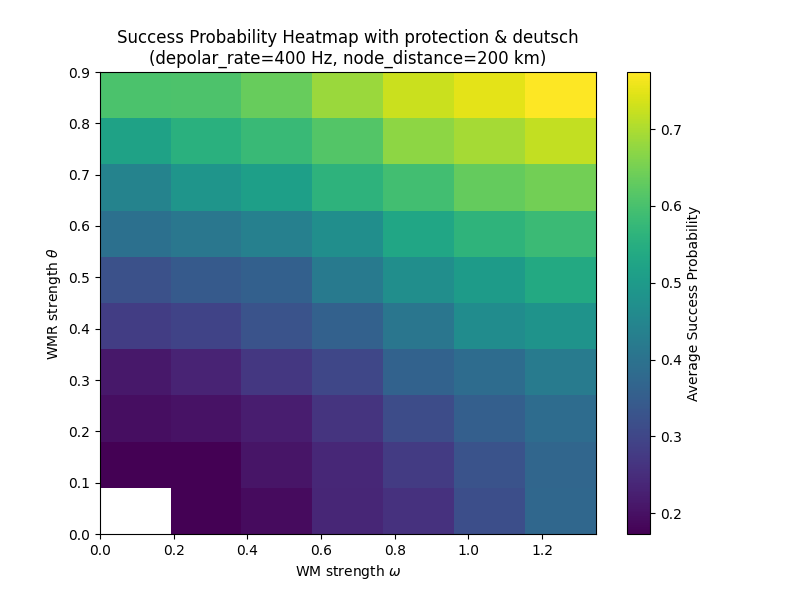 Success Probability Heatmap with protection & deutsch
(depolar_rate=400 Hz, node_distance=200 km)
0.9
0.8
0.7
0.6
0.5
0.4
0.3
0.2
0.1
0.0
WMR strength θ
0.0 0.2 0.4 0.6 0.8 1.0 1.2
WM strength ω
0.7
0.6
0.5
0.4
0.3
0.2
Average Success Probability